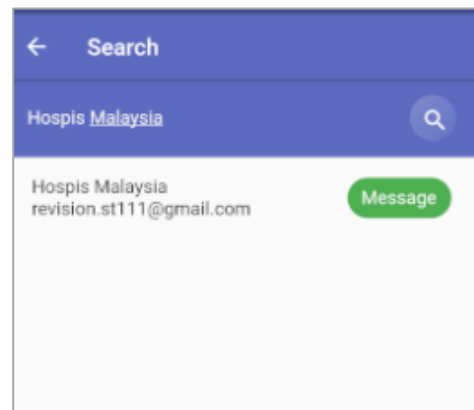 Search
Hospis Malaysia
Hospis Malaysia
revision.st111@gmail.com
Message